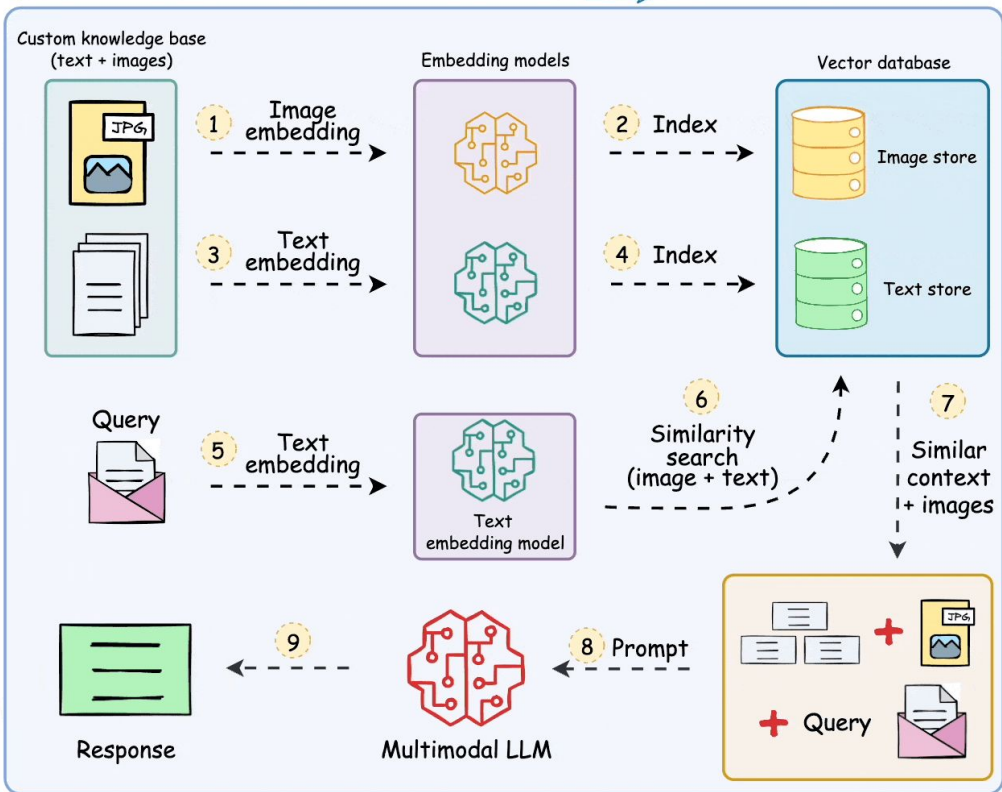 Custom knowledge base
(text + images)
Embedding models
Vector database
JPG
1
Image
embedding
2
Index
Image store
3
Text
embedding
4
Index
Text store
Query
5
Text
embedding
Text
embedding model
6
Similarity
search
(image + text)
7
Similar
context
+ images
JPG
+
+ Query
8
Prompt
9
Response
Multimodal LLM